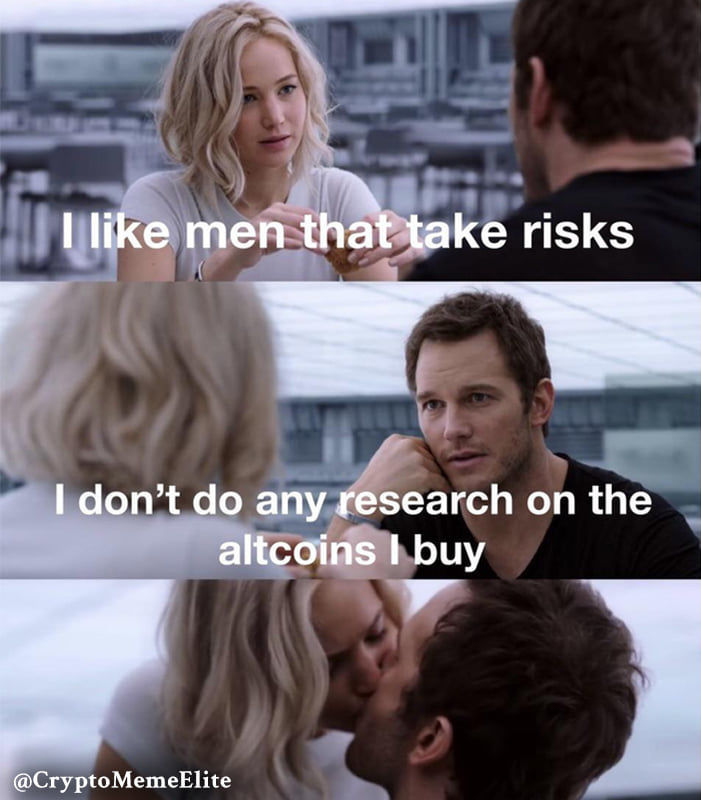 I like men that take risks
I don’t do any research on the
altcoins I buy
@CryptoMemeElite